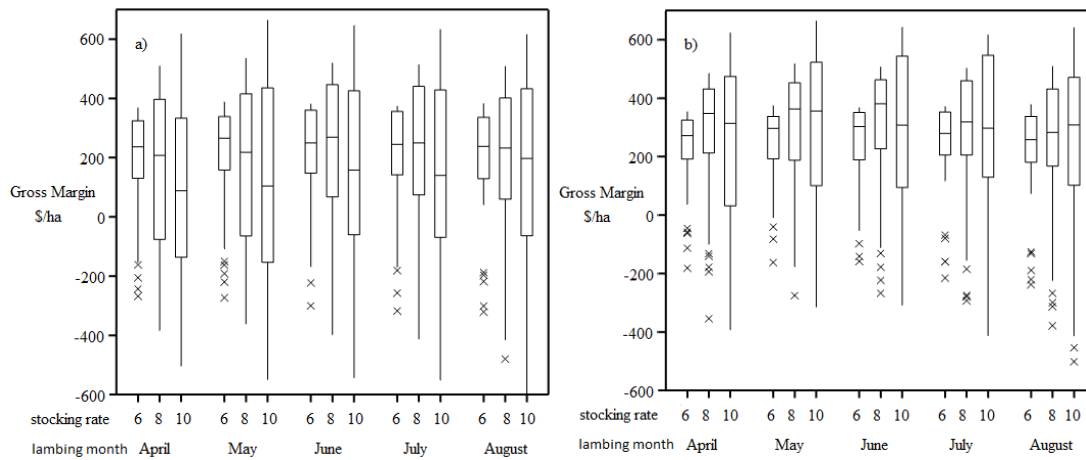 a)
600
400
200
0
-200
-400
-600
Gross Margin
$/ha
stocking rate 6 8 10 6 8 10 6 8 10 6 8 10 6 8 10
lambing month April May June July August
b)
600
400
200
0
-200
-400
-600
Gross Margin
$/ha
stocking rate 6 8 10 6 8 10 6 8 10 6 8 10 6 8 10
lambing month April May June July August